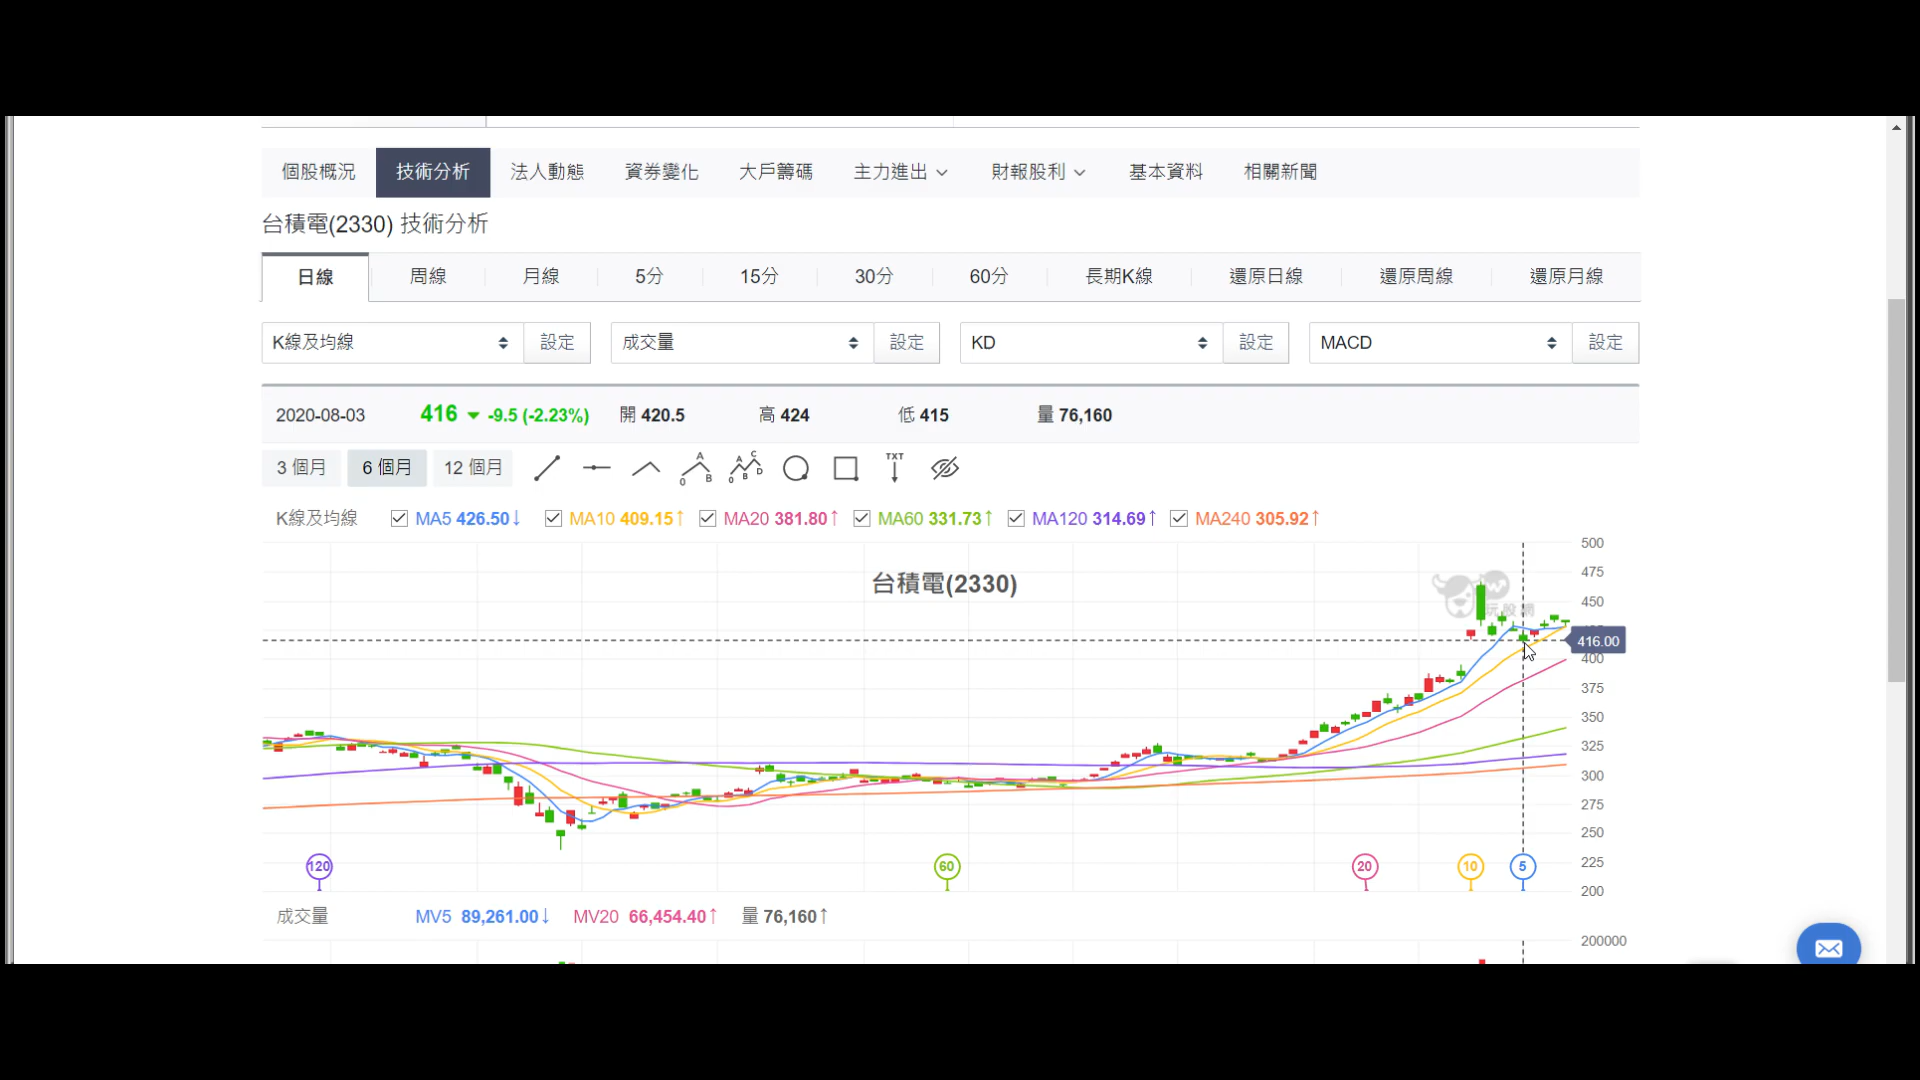 個股概況 技術分析 法人動態 資券變化 大戶籌碼 主力進出 財報股利 基本資料 相關新聞
台積電(2330) 技術分析
日線 周線 月線 5分 15分 30分 60分 長期K線 還原日線 還原周線 還原月線
K線及均線 設定 成交量 設定 KD 設定 MACD 設定
2020-08-03 416 ▼ -9.5 (-2.23%) 開 420.5 高 424 低 415 量 76,160
3 個月 6 個月 12 個月 A 0 B A C 0 B D TXT
K線及均線 MA5 426.50↓ MA10 409.15↑ MA20 381.80↑ MA60 331.73↑ MA120 314.69↑ MA240 305.92↑
500
台積電(2330)
475
450
玩股網
416.00
400
375
350
325
300
275
250
225
120 60 20 10 5
200
成交量 MV5 89,261.00↓ MV20 66,454.40↑ 量 76,160↑
200000